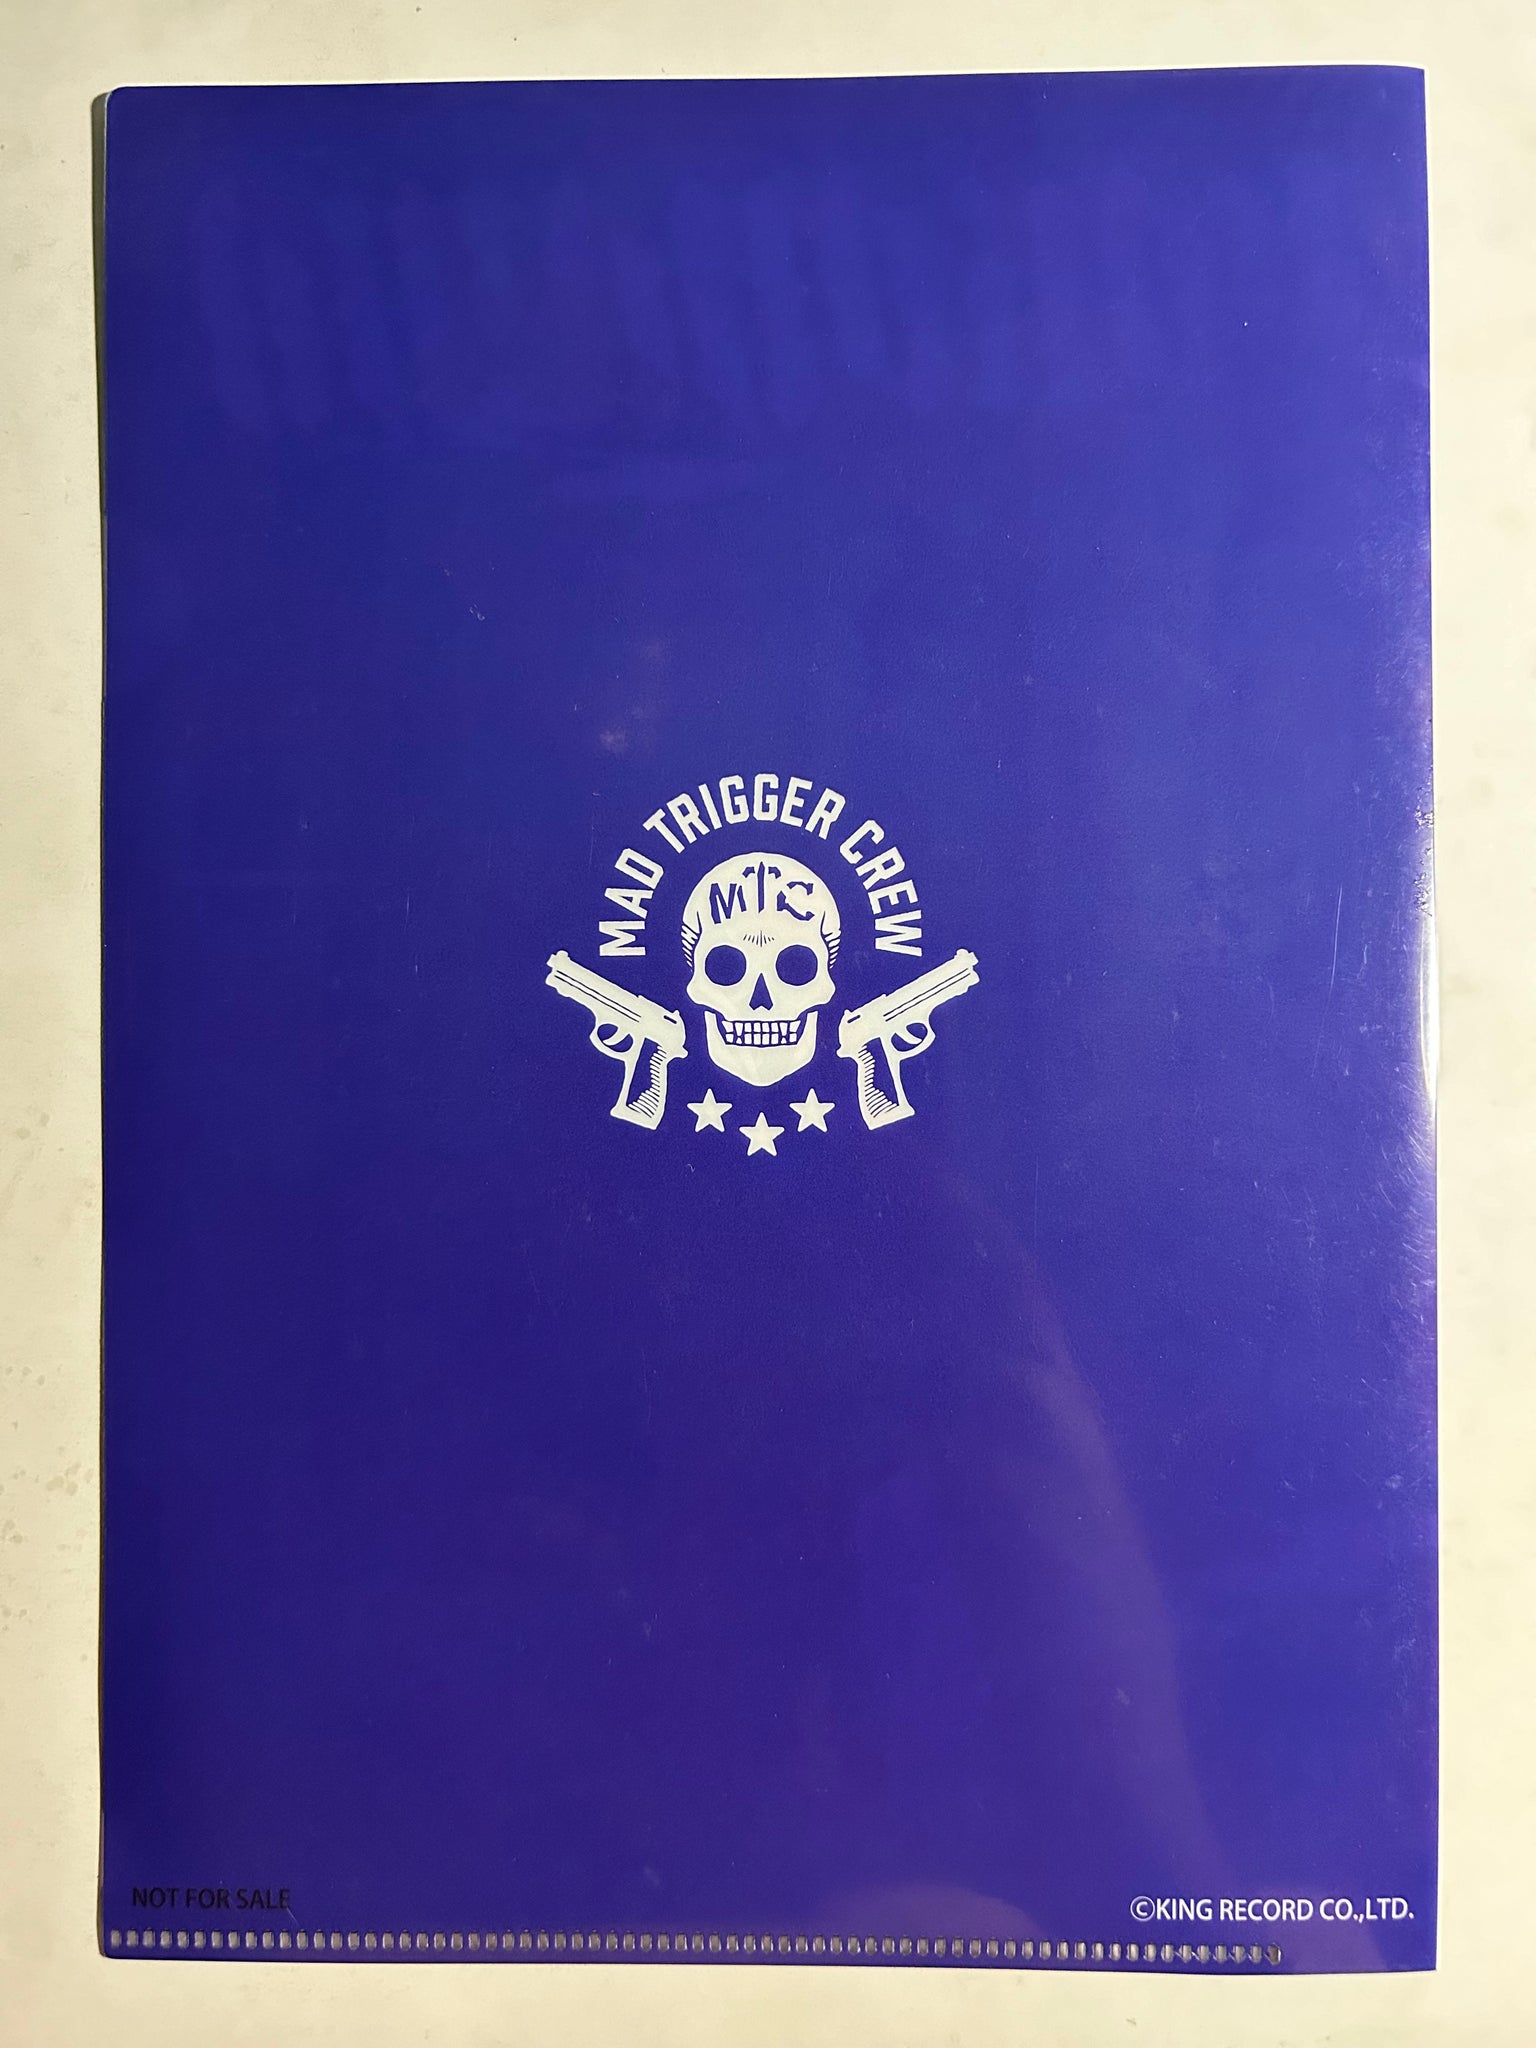 MAD TRIGGER CREW
MTC
NOT FOR SALE
©KING RECORD CO.,LTD.